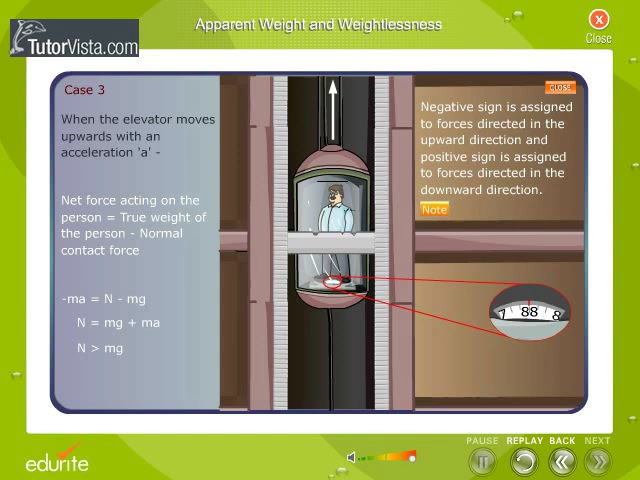 Apparent Weight and Weightlessness
X
Close
TutorVista.com
Case 3
When the elevator moves
upwards with an
acceleration 'a' -
Net force acting on the
person = True weight of
the person - Normal
contact force
-ma = N - mg
N = mg + ma
N > mg
CLOSE
Negative sign is assigned
to forces directed in the
upward direction and
positive sign is assigned
to forces directed in the
downward direction.
Note
7 88 8
PAUSE REPLAY BACK NEXT
edurite